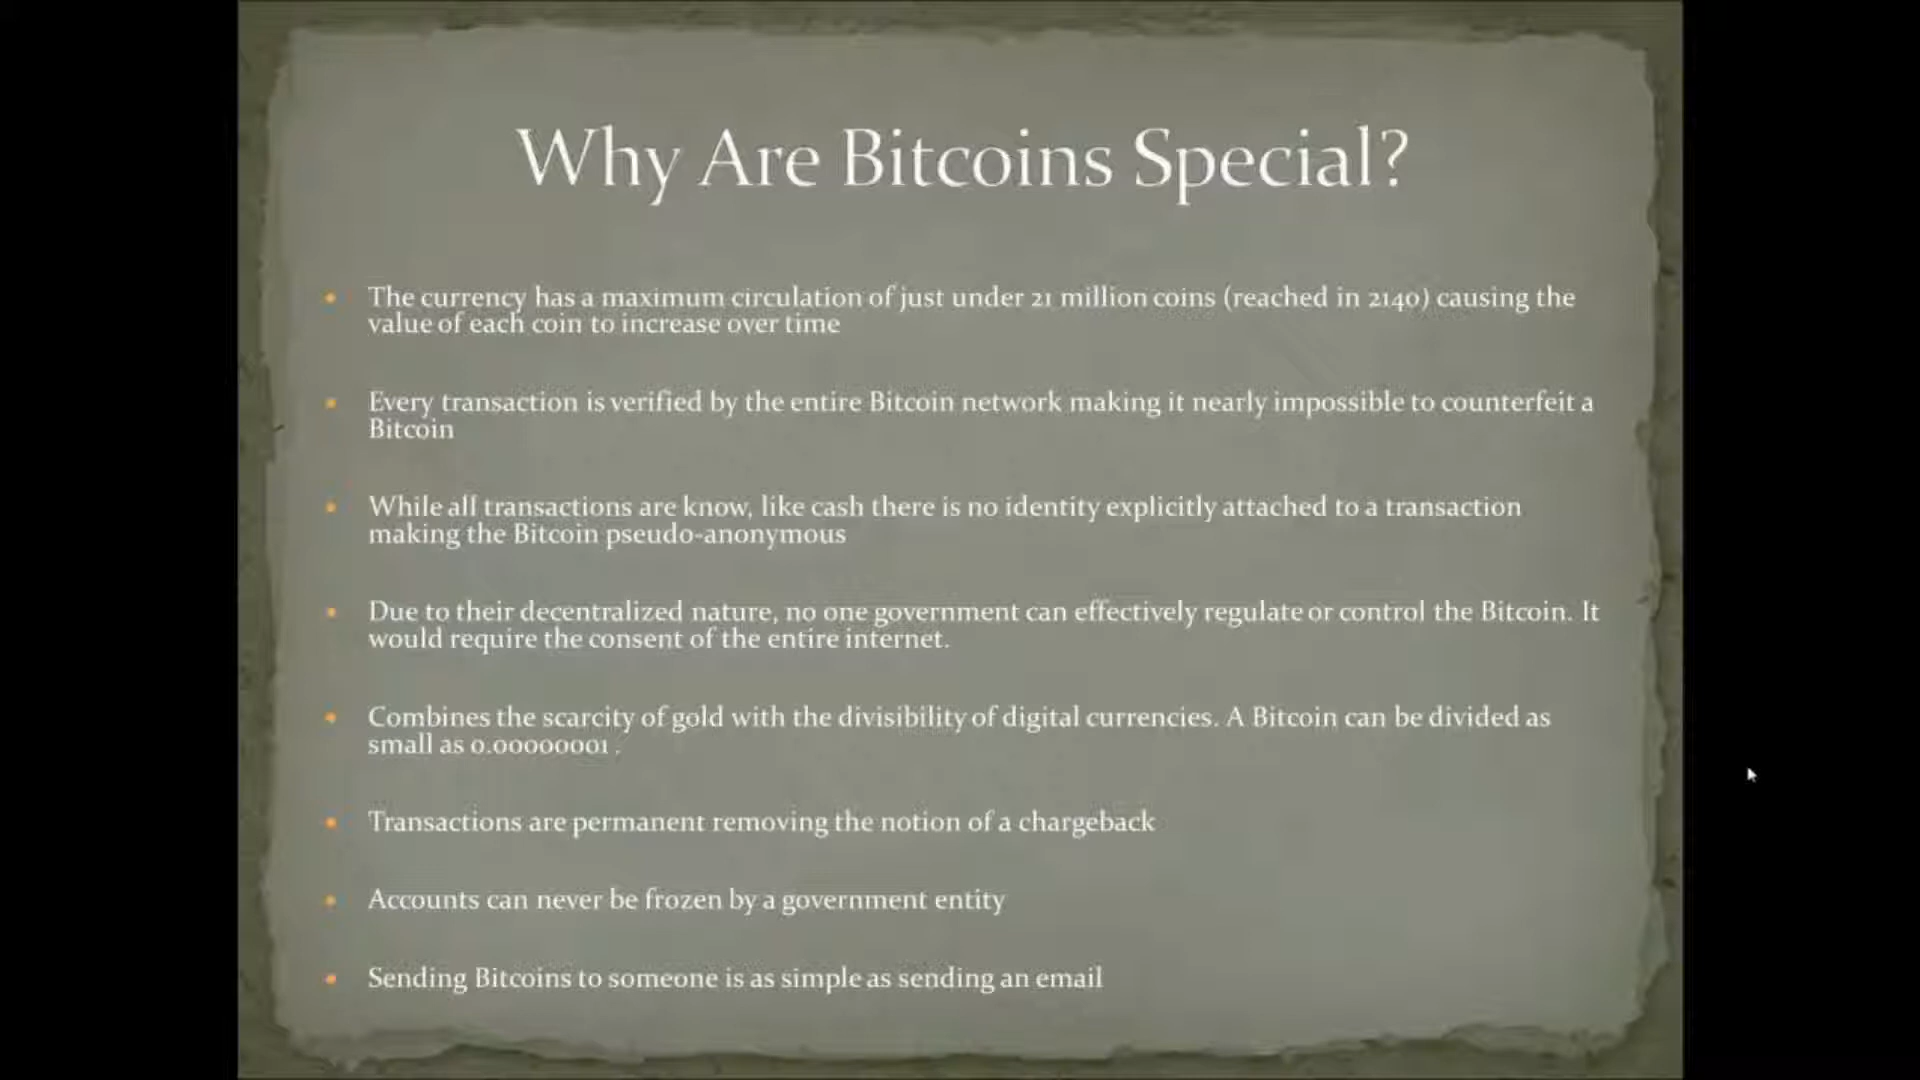 Why Are Bitcoins Special?
• The currency has a maximum circulation of just under 21 million coins (reached in 2140) causing the
value of each coin to increase over time
• Every transaction is verified by the entire Bitcoin network making it nearly impossible to counterfeit a
Bitcoin
• While all transactions are know, like cash there is no identity explicitly attached to a transaction
making the Bitcoin pseudo-anonymous
• Due to their decentralized nature, no one government can effectively regulate or control the Bitcoin. It
would require the consent of the entire internet.
• Combines the scarcity of gold with the divisibility of digital currencies. A Bitcoin can be divided as
small as 0.00000001 .
• Transactions are permanent removing the notion of a chargeback
• Accounts can never be frozen by a government entity
• Sending Bitcoins to someone is as simple as sending an email